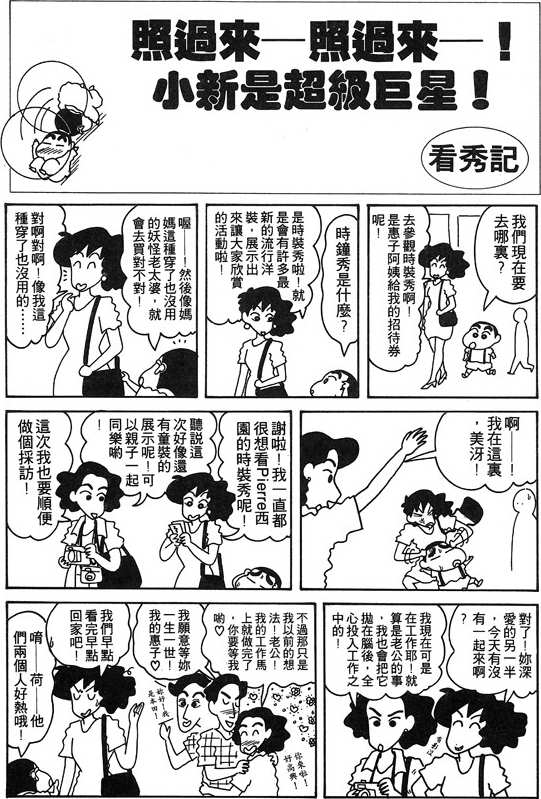 照過來─照過來─！
小新是超級巨星！
看秀記
我們現在要
去哪裏？
去參觀時裝秀啊！
是惠子阿姨給我的招待券
呢！
時鐘秀是什麼？
是時裝秀啦！就
是會有許多最
新的流行洋
裝，展示出
來讓大家欣賞
的活動啦！
喔──！然後像媽
媽這種穿了也沒用
的妖怪老太婆，就
會去買對不對！
對啊對啊！像我這
種穿了也沒用的……
啊──！
我在這裏
，美冴！
謝啦！我一直都
很想看Pierre西
園的時裝秀呢！
聽說這
次好像還
有童裝的
展示呢！可
以親子一起
同樂喲！
這次我也要順便
做個採訪！
對了！妳深
愛的另一半
，今天有沒
有一起來啊
？
我現在可是
在工作耶！就
算是老公的事
，我也會把它
拋在腦後，全
心投入工作之
中的！
不過那只是
我以前的想
法！老公！
我的工作馬
上就做完了
，你要等我
喲♡
你來啦！
好高興！
我願意等妳
一生一世！
我的惠子♡
妳好！我
是本田！
我們早點
看完早點
回家吧！
唷荷──他
們兩個人好熱哦！